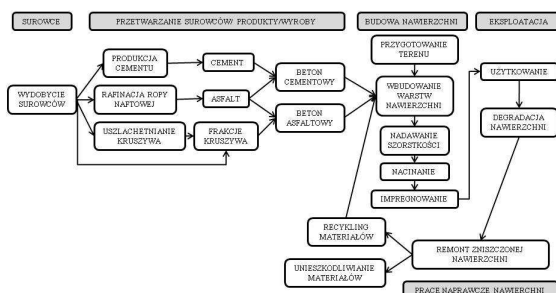 SUROWCE
PRZETWARZANIE SUROWCÓW/ PRODUKTY/WYROBY
BUDOWA NAWIERZCHNI
EKSPLOATACJA
WYDOBYCIE
SUROWCÓW
PRODUKCJA
CEMENTU
RAFINACJA ROPY
NAFTOWEJ
USZLACHETNIANIE
KRUSZYWA
CEMENT
ASFALT
FRAKCJE
KRUSZYWA
BETON
CEMENTOWY
BETON
ASFALTOWY
PRZYGOTOWANIE
TERENU
WBUDOWANIE
WARSTW
NAWIERZCHNI
NADAWANIE
SZORSTKOŚCI
NACINANIE
IMPREGNOWANIE
UŻYTKOWANIE
DEGRADACJA
NAWIERZCHNI
RECYKLING
MATERIAŁÓW
UNIESZKODLIWIANIE
MATERIAŁÓW
REMONT ZNISZCZONEJ
NAWIERZCHNI
PRACE NAPRAWCZE NAWIERCHNI